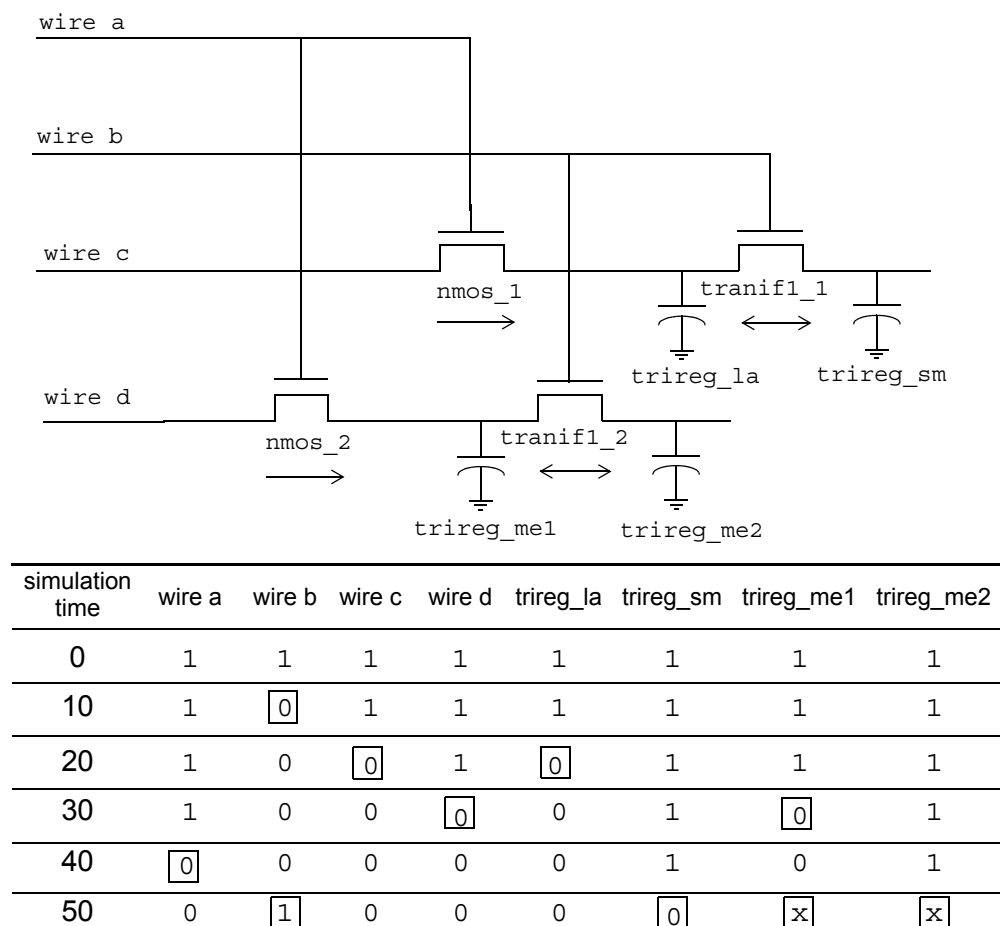 wire a
wire b
wire c
nmos_1
tranif1_1
trireg_la
trireg_sm
wire d
nmos_2
tranif1_2
trireg_me1
trireg_me2
simulation time wire a wire b wire c wire d trireg_la trireg_sm trireg_me1 trireg_me2
0 1 1 1 1 1 1 1 1
10 1 0 1 1 1 1 1 1
20 1 0 0 1 0 1 1 1
30 1 0 0 0 0 1 0 1
40 0 0 0 0 0 1 0 1
50 0 1 0 0 0 0 x x